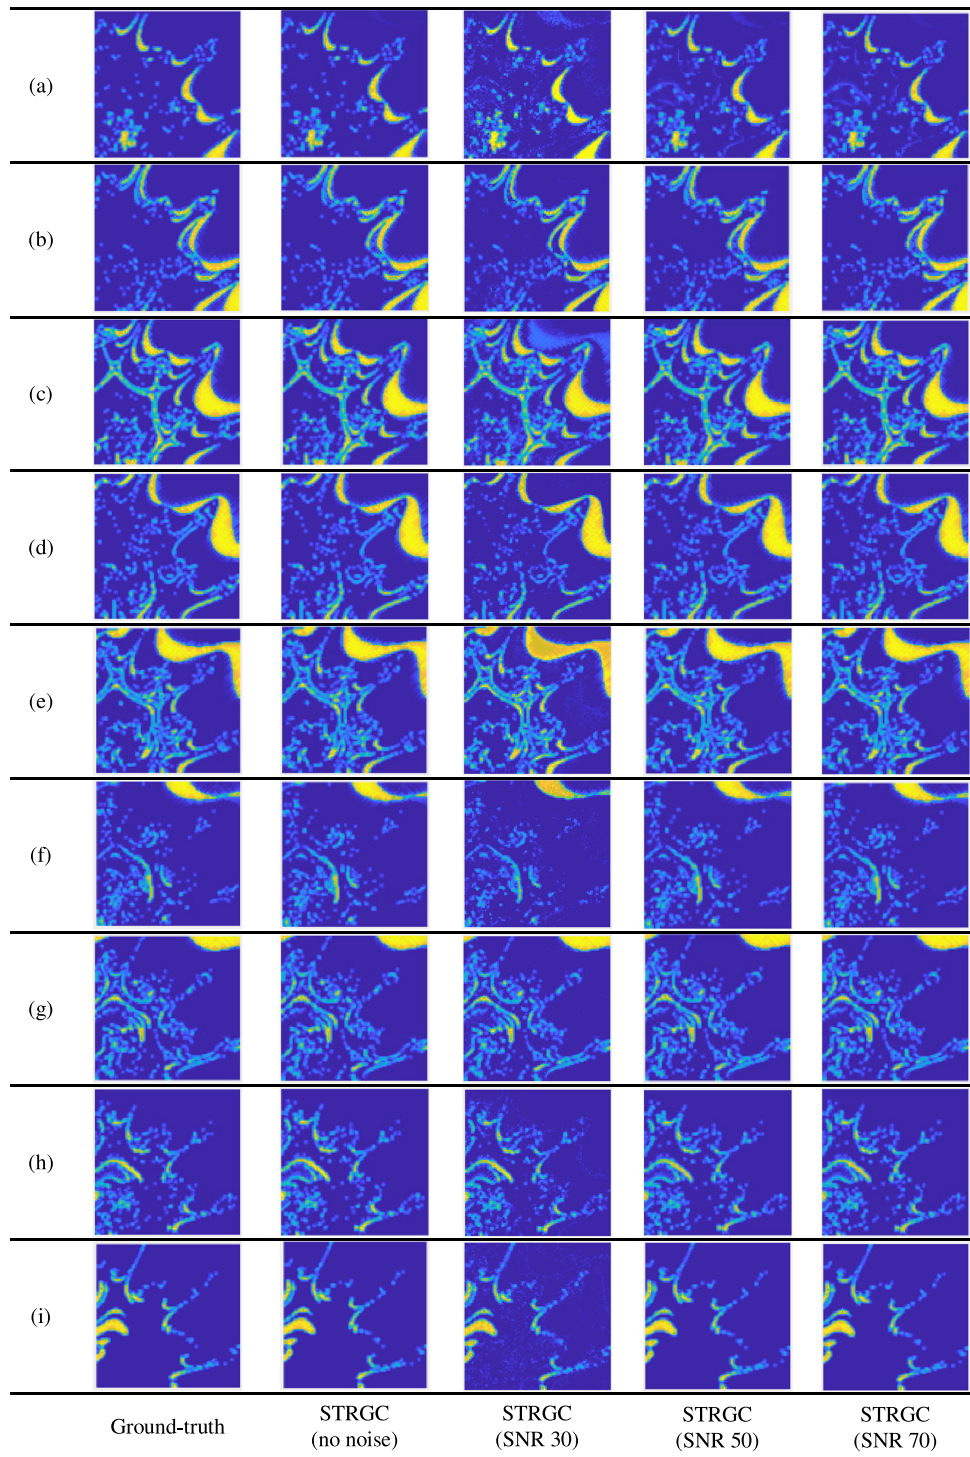 (a)
(b)
(c)
(d)
(e)
(f)
(g)
(h)
(i)
Ground-truth
STRGC
(no noise)
STRGC
(SNR 30)
STRGC
(SNR 50)
STRGC
(SNR 70)